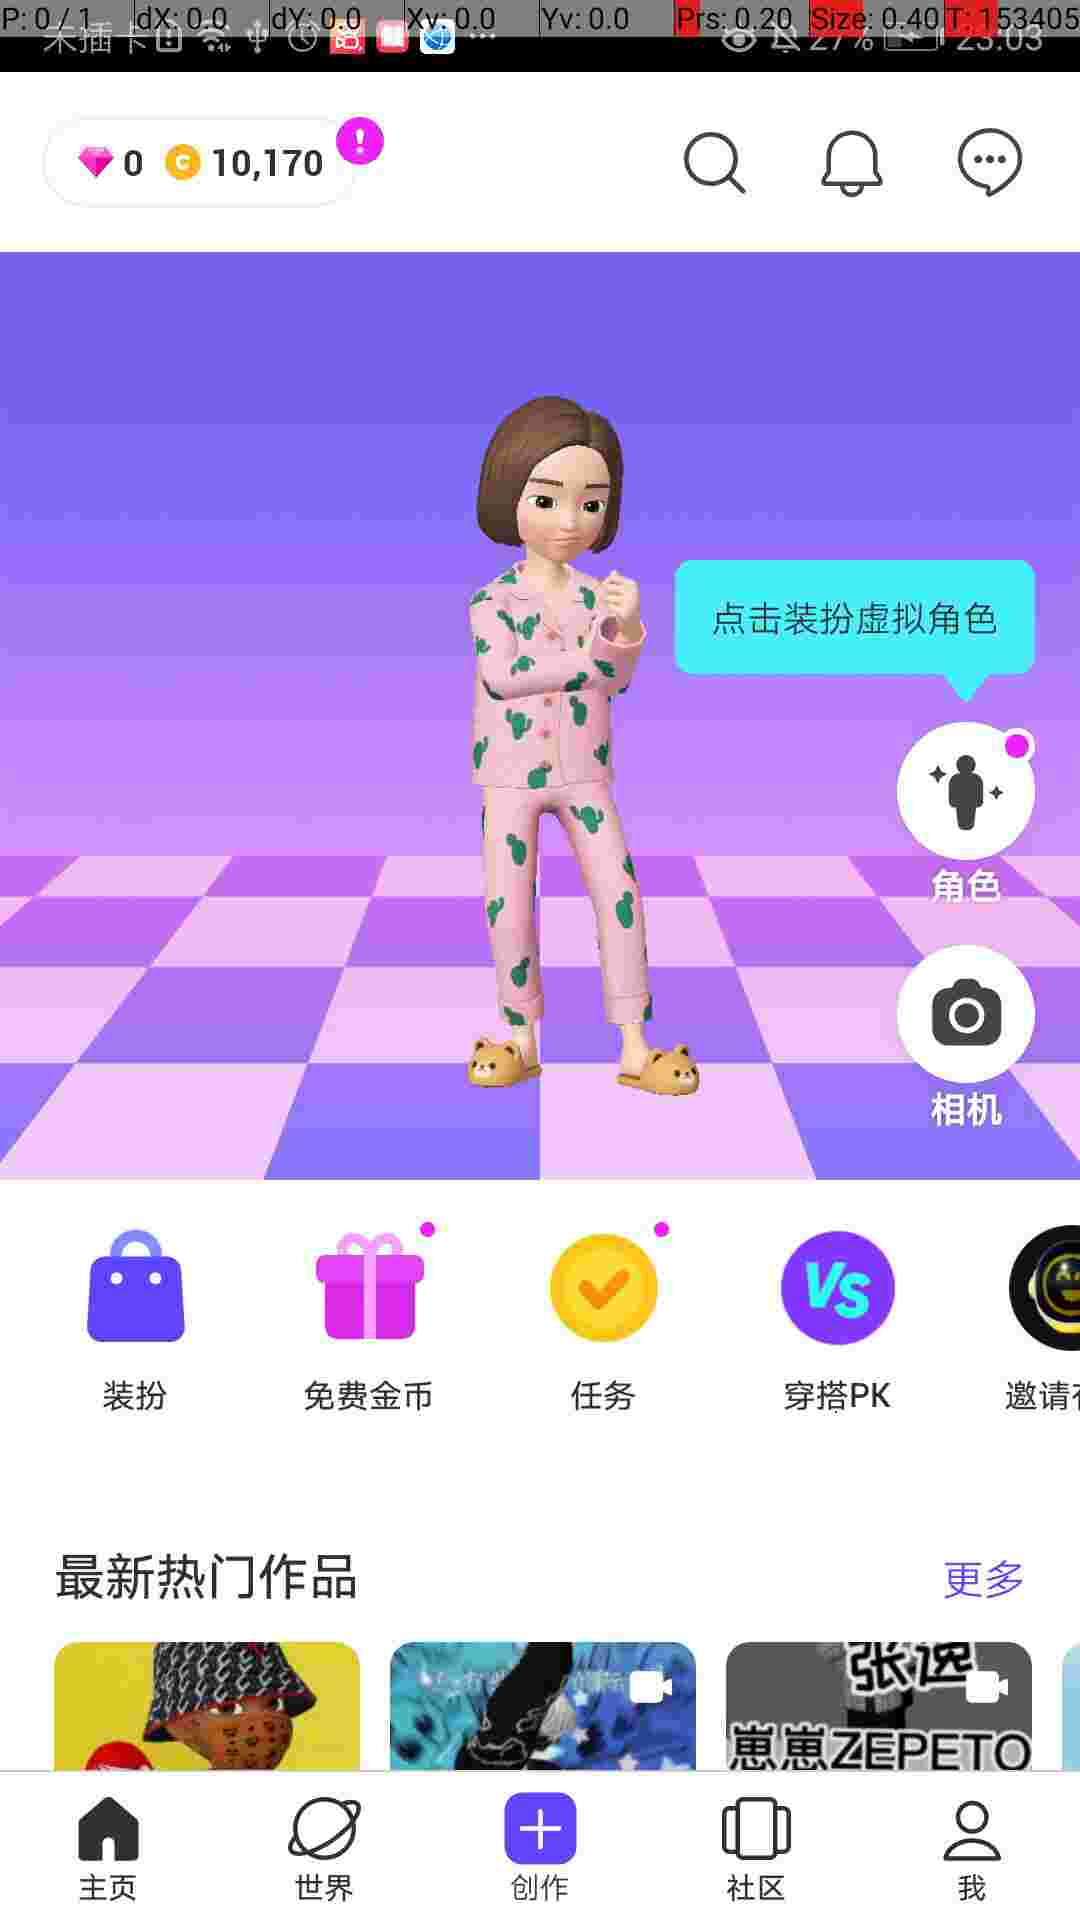 P: 0 / 1 dX: 0.0 dY: 0.0 Xv: 0.0 Yv: 0.0 Prs: 0.20 Size: 0.40 T: 153405
未插卡 27% 23:03
0 10,170
点击装扮虚拟角色
角色
相机
装扮 免费金币 任务 穿搭PK 邀请
最新热门作品 更多
张逸
崽崽ZEPETO
主页 世界 创作 社区 我